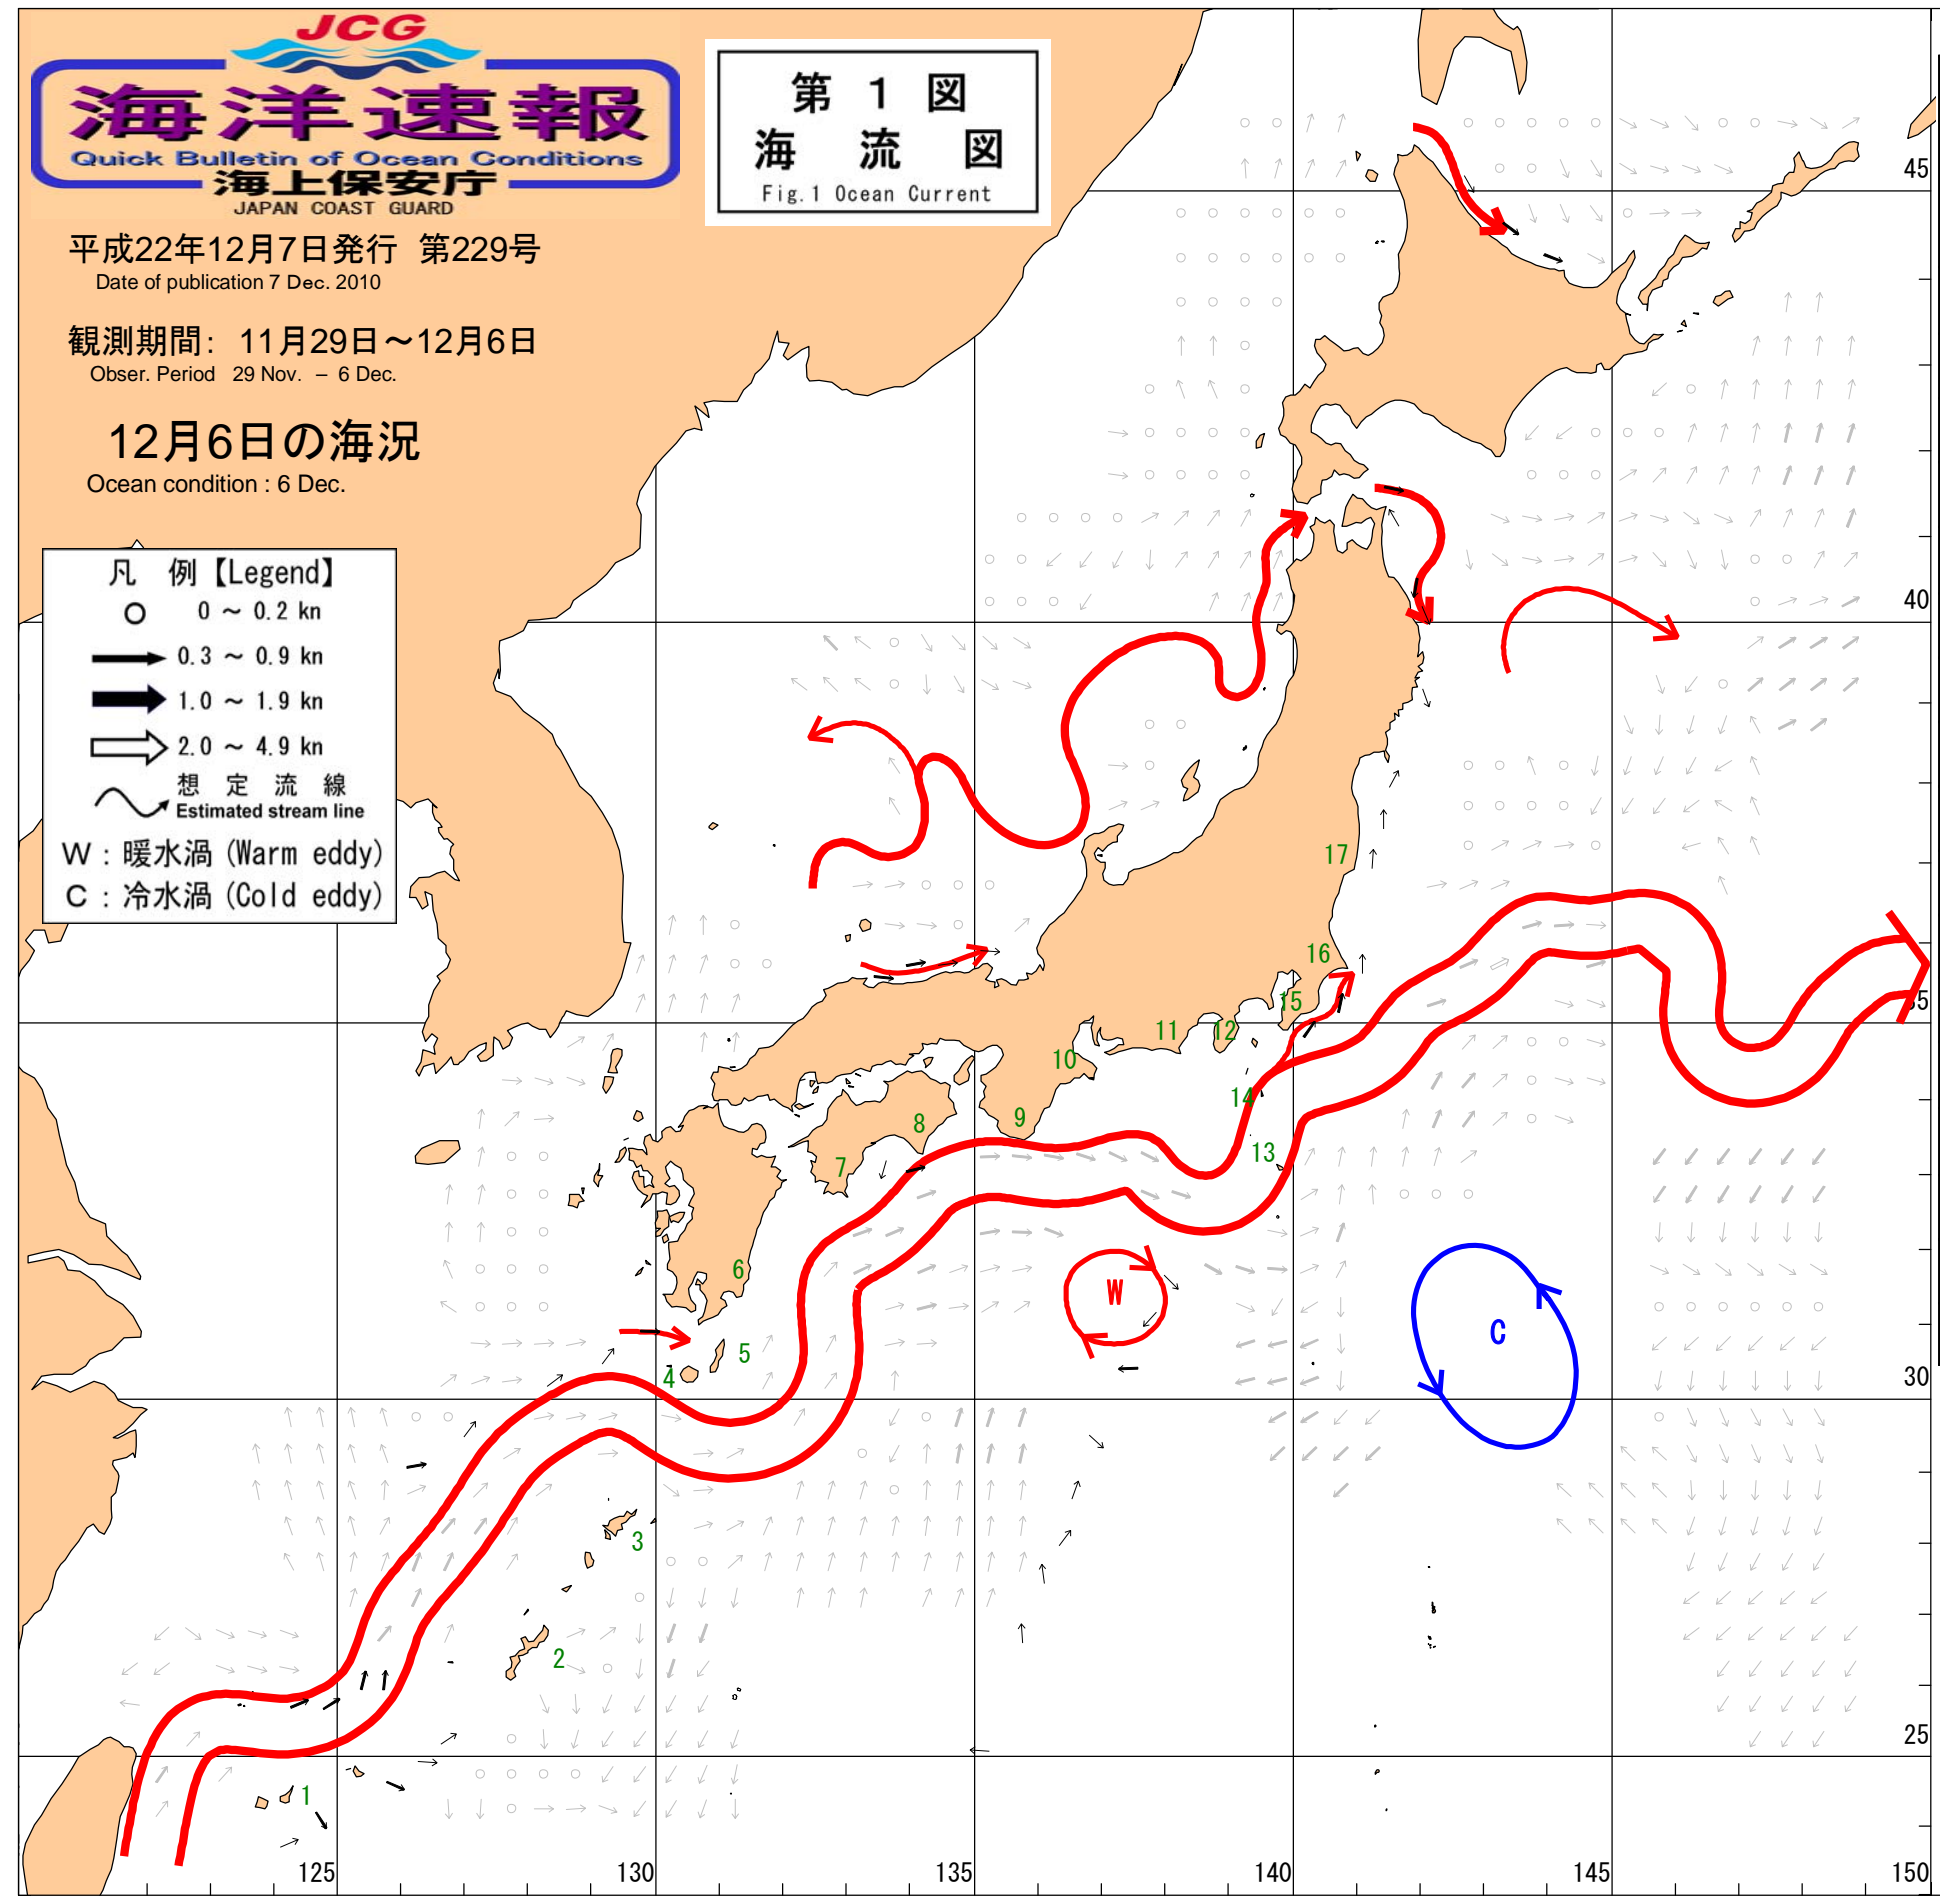 JCG
海洋速報
Quick Bulletin of Ocean Conditions
海上保安庁
JAPAN COAST GUARD
第 1 図
海 流 図
Fig.1 Ocean Current
平成22年12月7日発行 第229号
Date of publication 7 Dec. 2010
観測期間: 11月29日～12月6日
Obser. Period 29 Nov. – 6 Dec.
12月6日の海況
Ocean condition : 6 Dec.
凡 例【Legend】
0 ～ 0.2 kn
0.3 ～ 0.9 kn
1.0 ～ 1.9 kn
2.0 ～ 4.9 kn
想 定 流 線
Estimated stream line
W : 暖水渦 (Warm eddy)
C : 冷水渦 (Cold eddy)
45
40
17
16
35
15
11
12
10
14
9
8
13
7
6
W
C
5
4
30
3
2
25
1
125
130
135
140
145
150